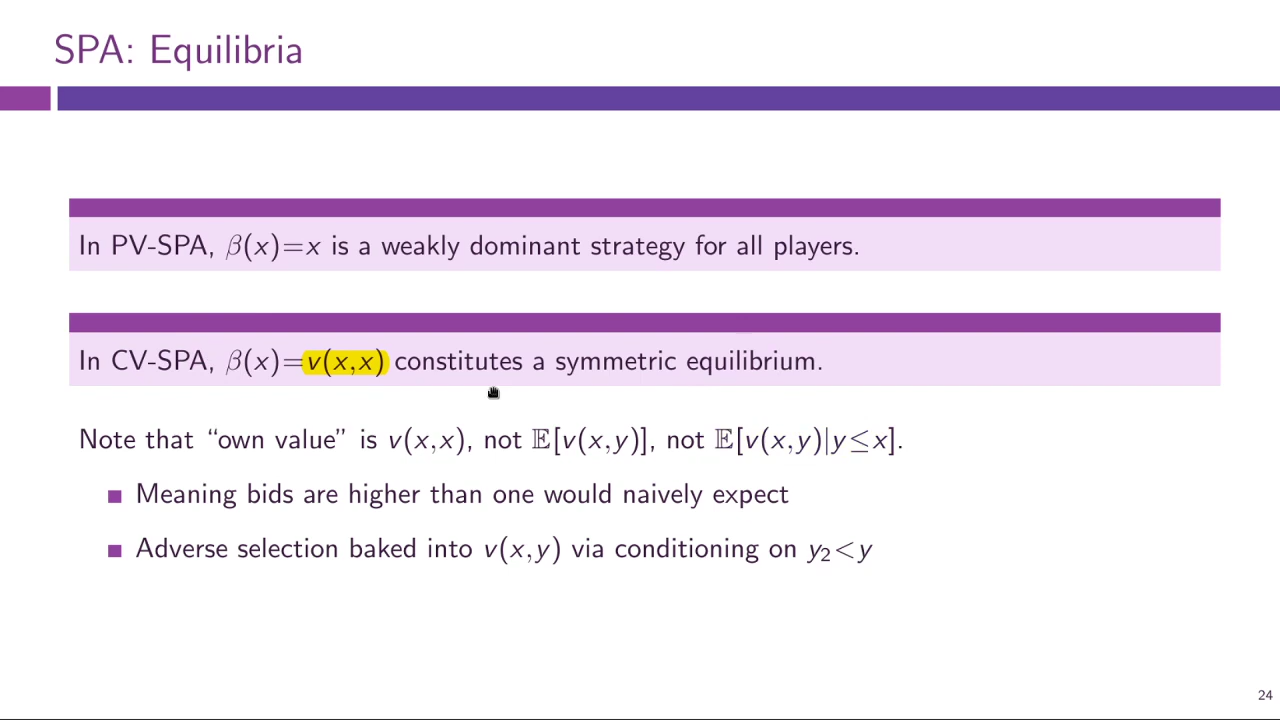 SPA: Equilibria
In PV-SPA, β(x)=x is a weakly dominant strategy for all players.
In CV-SPA, β(x)=v(x,x) constitutes a symmetric equilibrium.
Note that “own value” is v(x,x), not 𝔼[v(x,y)], not 𝔼[v(x,y)|y≤x].
Meaning bids are higher than one would naively expect
Adverse selection baked into v(x,y) via conditioning on y₂<y
24